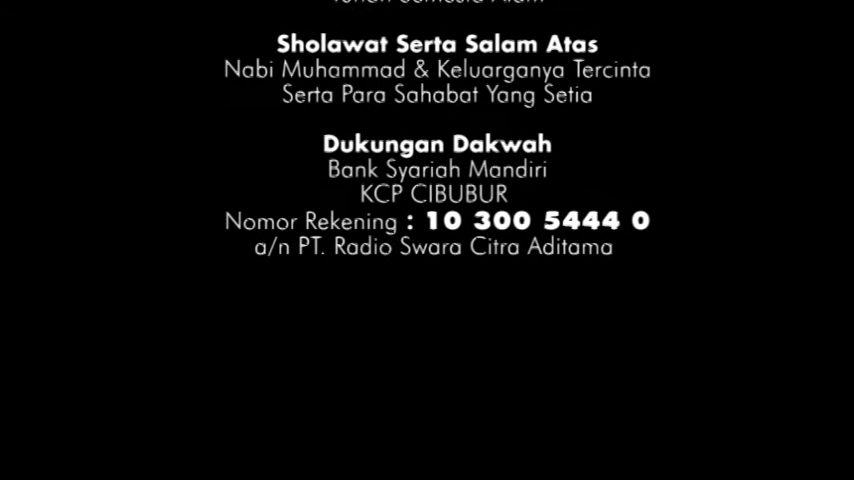 Sholawat Serta Salam Atas
Nabi Muhammad & Keluarganya Tercinta
Serta Para Sahabat Yang Setia
Dukungan Dakwah
Bank Syariah Mandiri
KCP CIBUBUR
Nomor Rekening : 10 300 5444 0
a/n PT. Radio Swara Citra Aditama